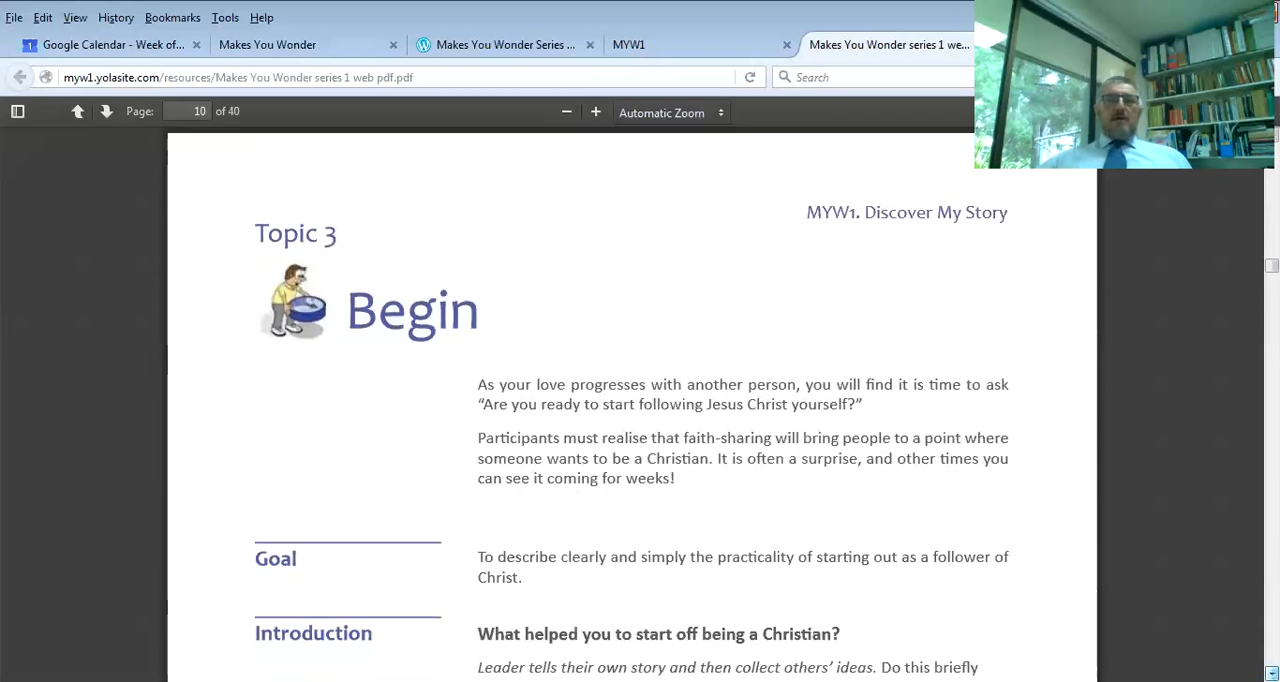 File Edit View History Bookmarks Tools Help
1 Google Calendar - Week of... × Makes You Wonder × Makes You Wonder Series ... × MYW1 × Makes You Wonder series 1 we...
myw1.yolasite.com/resources/Makes You Wonder series 1 web pdf.pdf Search
Page: 10 of 40 Automatic Zoom
MYW1. Discover My Story
Topic 3
Begin
As your love progresses with another person, you will find it is time to ask
“Are you ready to start following Jesus Christ yourself?”
Participants must realise that faith-sharing will bring people to a point where
someone wants to be a Christian. It is often a surprise, and other times you
can see it coming for weeks!
Goal
To describe clearly and simply the practicality of starting out as a follower of
Christ.
Introduction
What helped you to start off being a Christian?
Leader tells their own story and then collect others’ ideas. Do this briefly